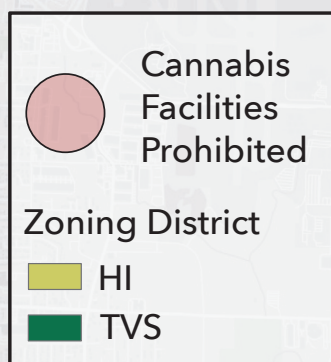 Cannabis
Facilities
Prohibited
Zoning District
HI
TVS